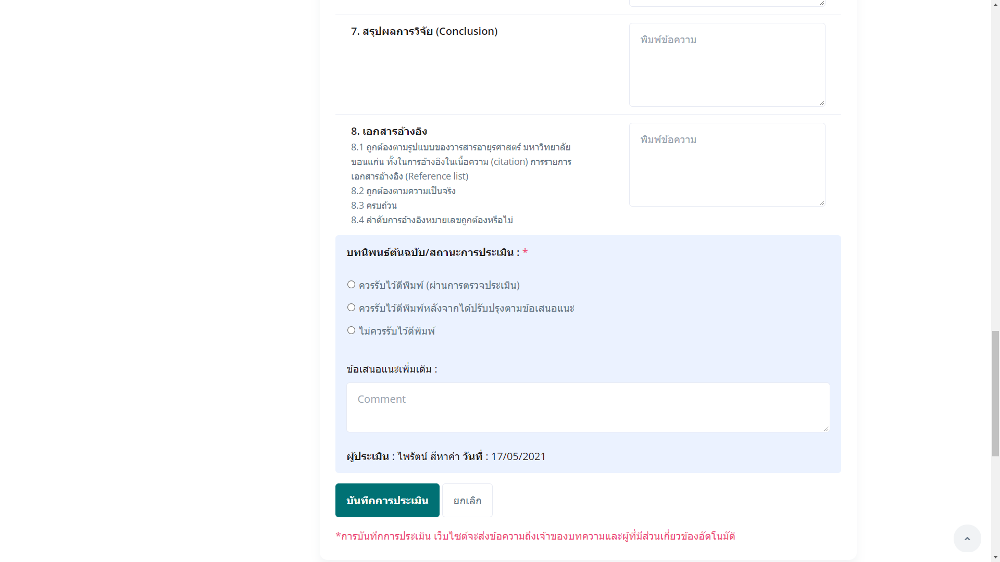 7. สรุปผลการวิจัย (Conclusion)
พิมพ์ข้อความ
8. เอกสารอ้างอิง
พิมพ์ข้อความ
8.1 ถูกต้องตามรูปแบบของวารสารอายุรศาสตร์ มหาวิทยาลัย
ขอนแก่น ทั้งในการอ้างอิงในเนื้อความ (citation) การรายการ
เอกสารอ้างอิง (Reference list)
8.2 ถูกต้องตามความเป็นจริง
8.3 ครบถ้วน
8.4 ลำดับการอ้างอิงหมายเลขถูกต้องหรือไม่
บทนิพนธ์ต้นฉบับ/สถานะการประเมิน : *
ควรรับไว้ตีพิมพ์ (ผ่านการตรวจประเมิน)
ควรรับไว้ตีพิมพ์หลังจากได้ปรับปรุงตามข้อเสนอแนะ
ไม่ควรรับไว้ตีพิมพ์
ข้อเสนอแนะเพิ่มเติม :
Comment
ผู้ประเมิน : ไพรัตน์ สีหาคำ วันที่ : 17/05/2021
บันทึกการประเมิน ยกเลิก
*การบันทึกการประเมิน เว็บไซต์จะส่งข้อความถึงเจ้าของบทความและผู้ที่มีส่วนเกี่ยวข้องอัตโนมัติ